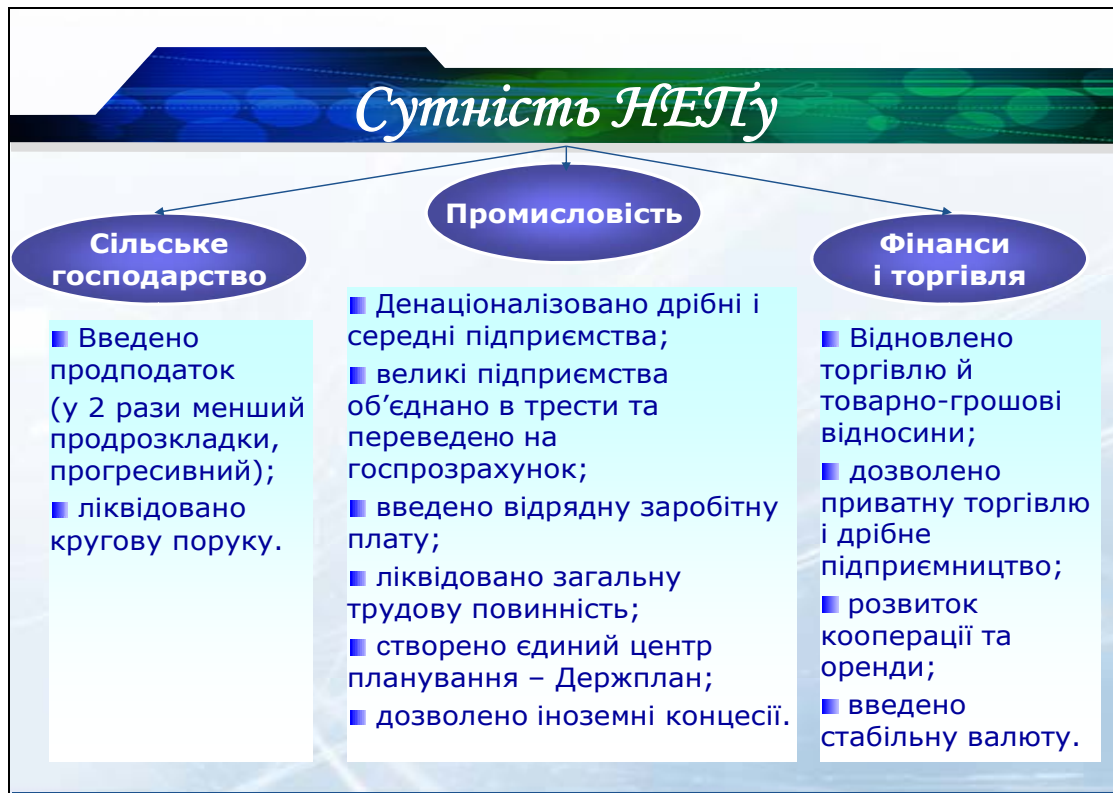 Сутність НЕПу
Сільське
господарство
Промисловість
Фінанси
і торгівля
Введено
продподаток
(у 2 рази менший
продрозкладки,
прогресивний);
ліквідовано
кругову поруку.
Денаціоналізовано дрібні і
середні підприємства;
великі підприємства
об’єднано в трести та
переведено на
госпрозрахунок;
введено відрядну заробітну
плату;
ліквідовано загальну
трудову повинність;
створено єдиний центр
планування – Держплан;
дозволено іноземні концесії.
Відновлено
торгівлю й
товарно-грошові
відносини;
дозволено
приватну торгівлю
і дрібне
підприємництво;
розвиток
кооперації та
оренди;
введено
стабільну валюту.